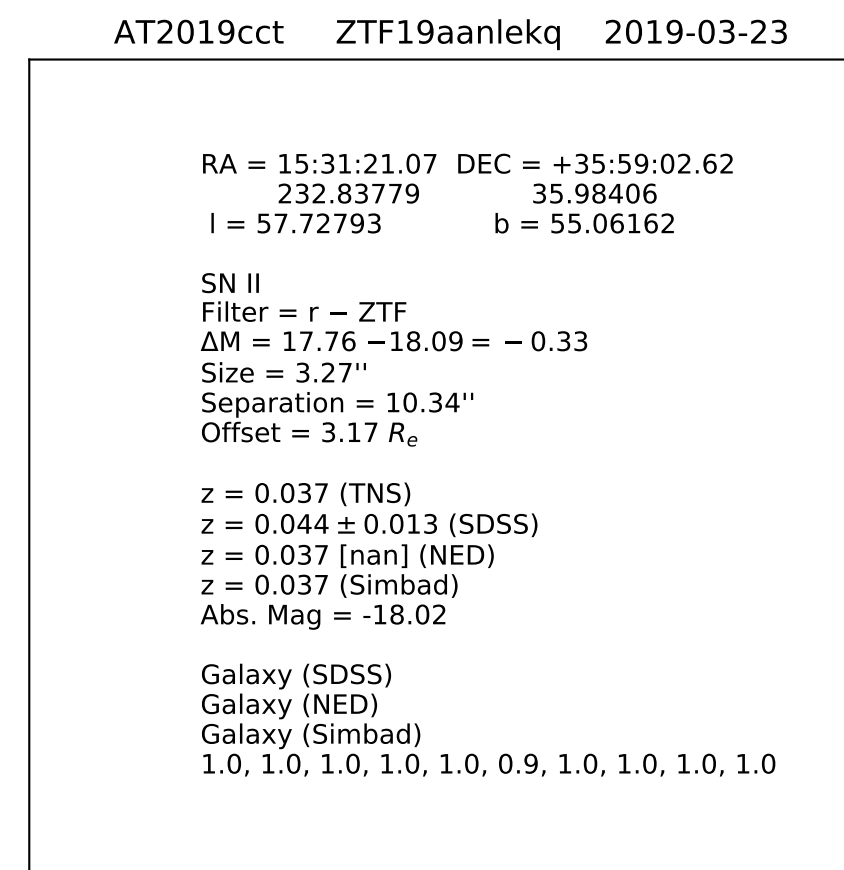 AT2019cct ZTF19aanlekq 2019-03-23
RA = 15:31:21.07 DEC = +35:59:02.62
232.83779 35.98406
l = 57.72793 b = 55.06162
SN II
Filter = r − ZTF
ΔM = 17.76 −18.09 = − 0.33
Size = 3.27''
Separation = 10.34''
Offset = 3.17 Re
z = 0.037 (TNS)
z = 0.044 ± 0.013 (SDSS)
z = 0.037 [nan] (NED)
z = 0.037 (Simbad)
Abs. Mag = -18.02
Galaxy (SDSS)
Galaxy (NED)
Galaxy (Simbad)
1.0, 1.0, 1.0, 1.0, 1.0, 0.9, 1.0, 1.0, 1.0, 1.0